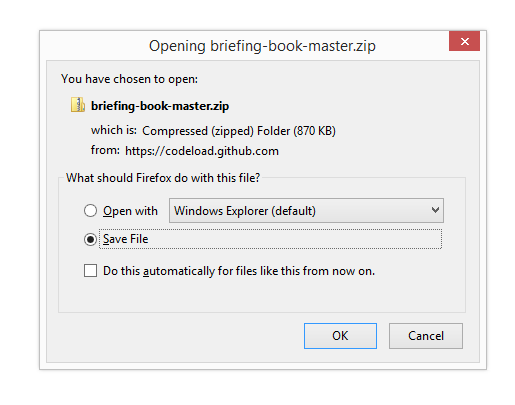 Opening briefing-book-master.zip
You have chosen to open:
briefing-book-master.zip
which is: Compressed (zipped) Folder (870 KB)
from: https://codeload.github.com
What should Firefox do with this file?
Open with Windows Explorer (default)
Save File
Do this automatically for files like this from now on.
OK Cancel